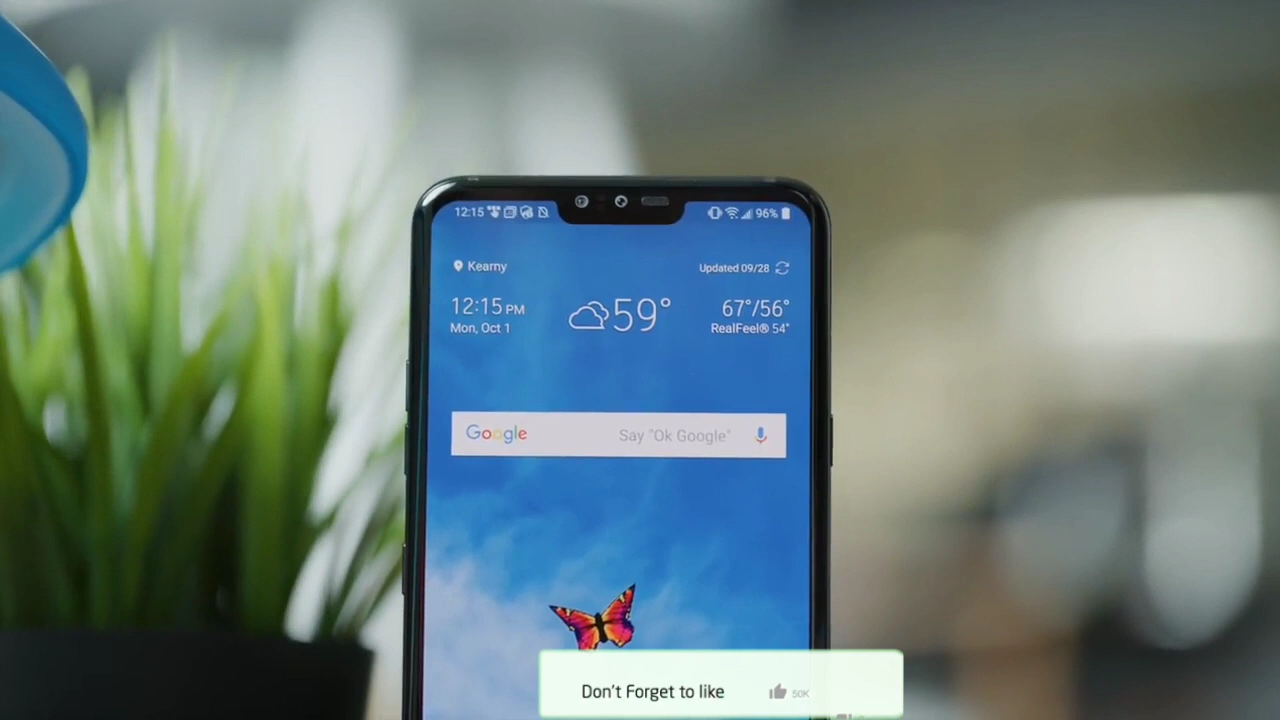 12:15
96%
Kearny
Updated 09/28
12:15 PM
59°
67°/56°
Mon, Oct 1
RealFeel® 54°
Google
Say "Ok Google"
Don't Forget to like
50K